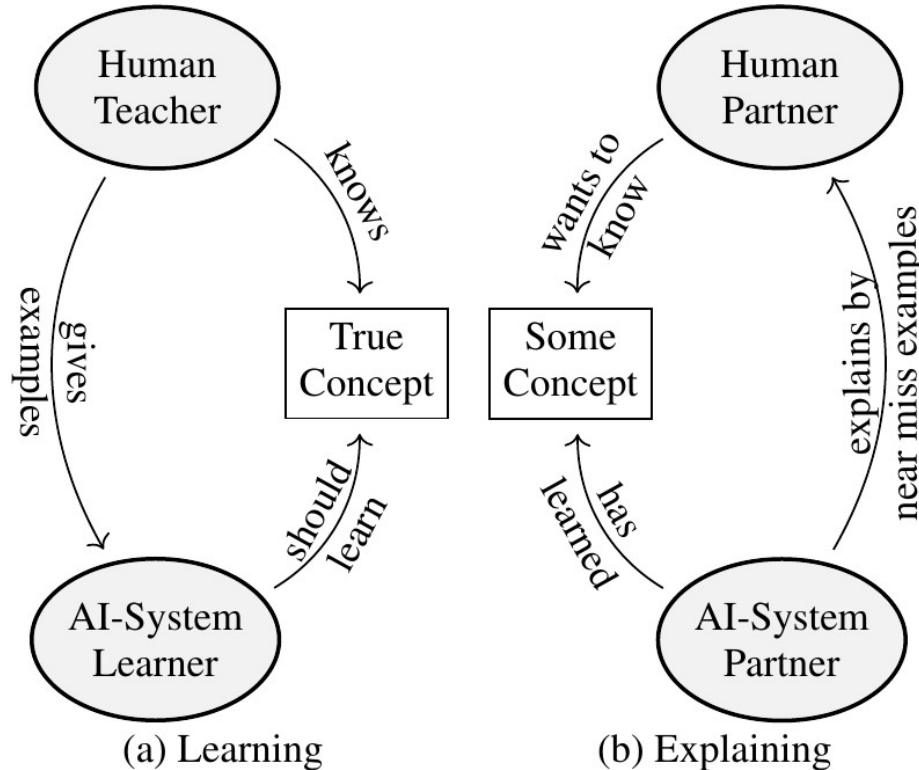 Human
Teacher
knows
gives
examples
True
Concept
should
learn
AI-System
Learner
(a) Learning
Human
Partner
wants to
know
Some
Concept
explains by
near miss examples
has
learned
AI-System
Partner
(b) Explaining